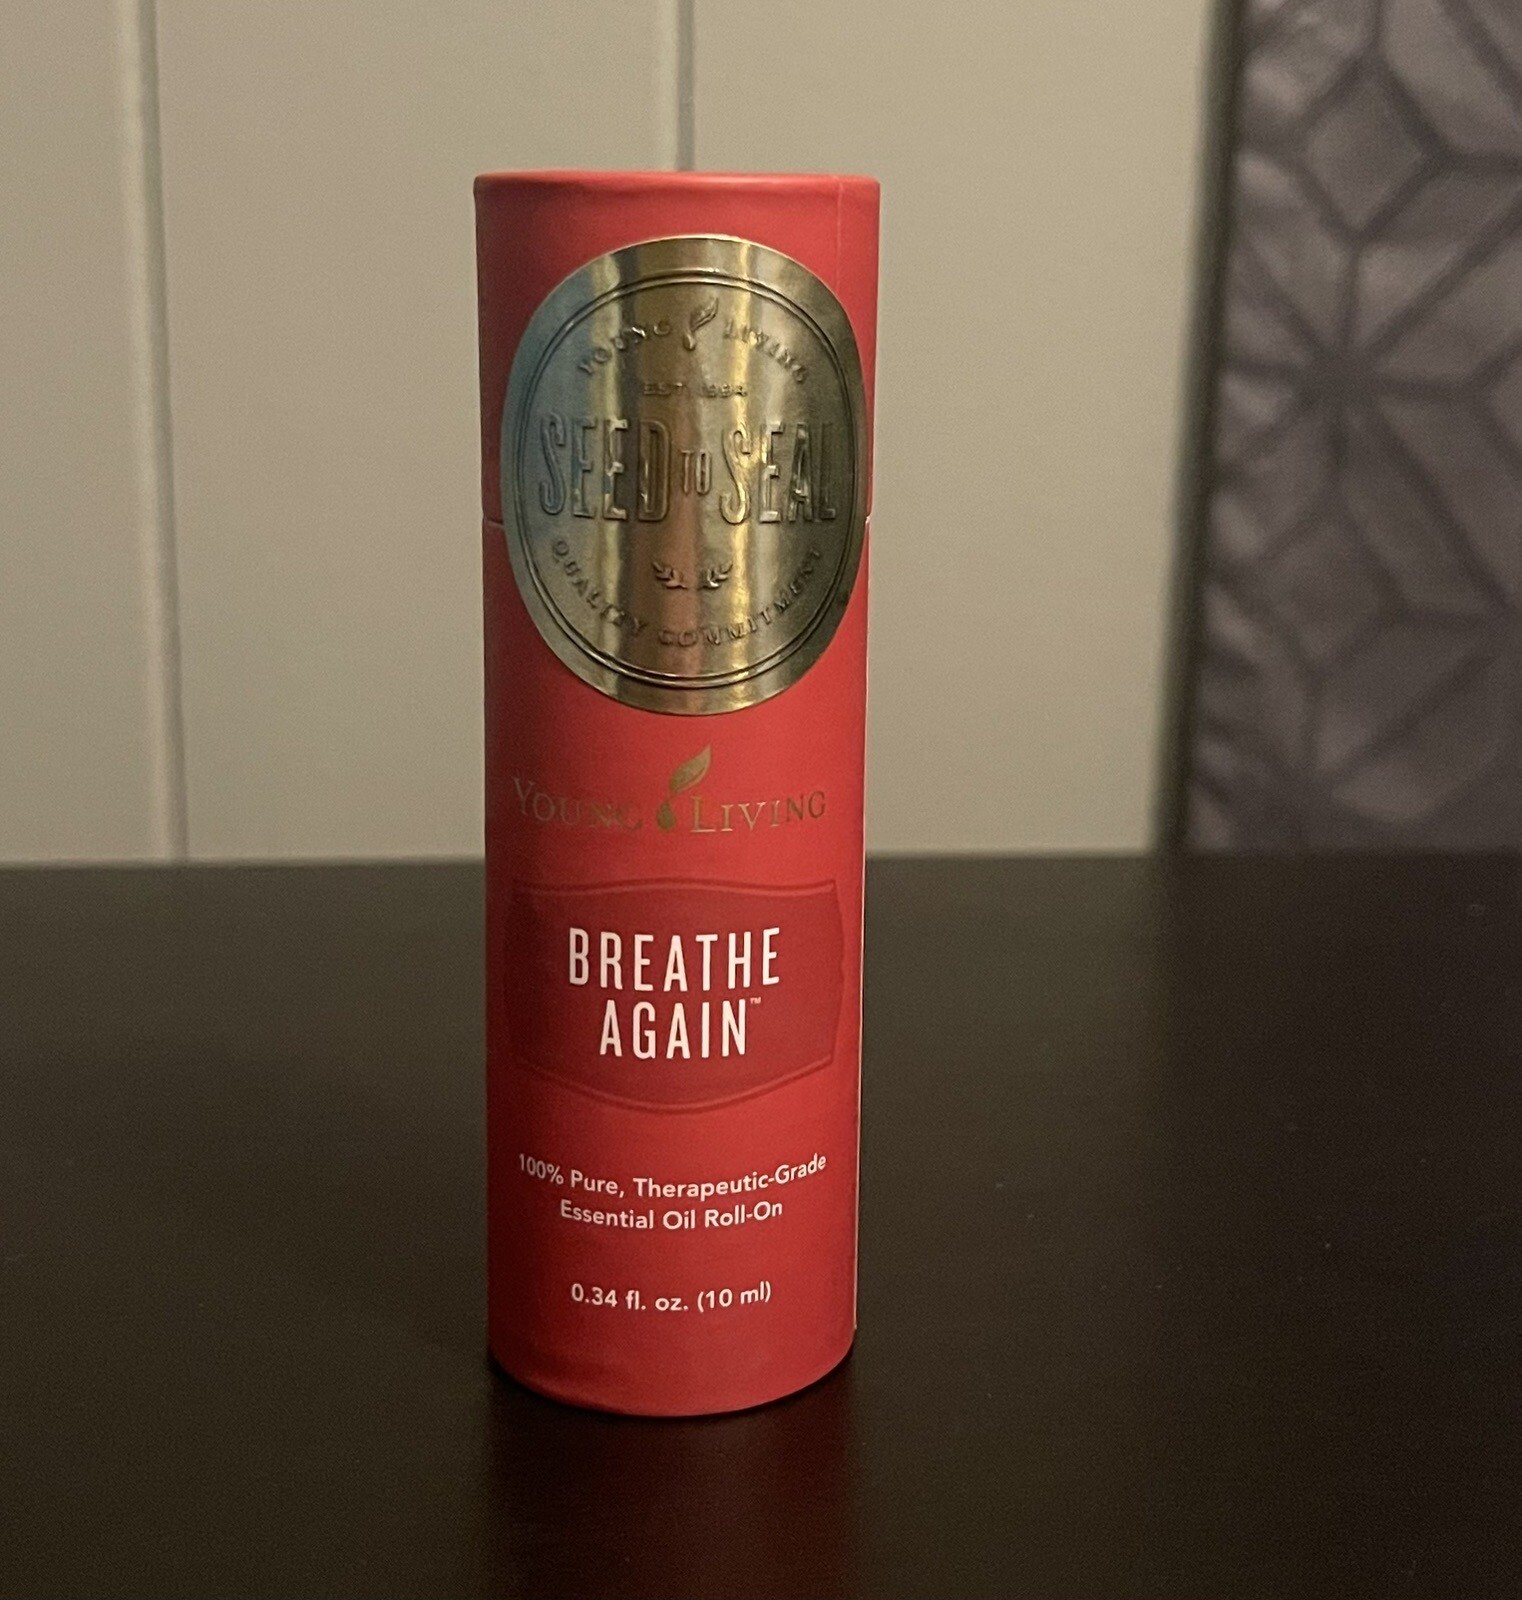 YOUNG LIVING
EST. 1994
SEED TO SEAL
QUALITY COMMITMENT
YOUNG LIVING
BREATHE
AGAIN™
100% Pure, Therapeutic-Grade
Essential Oil Roll-On
0.34 fl. oz. (10 ml)